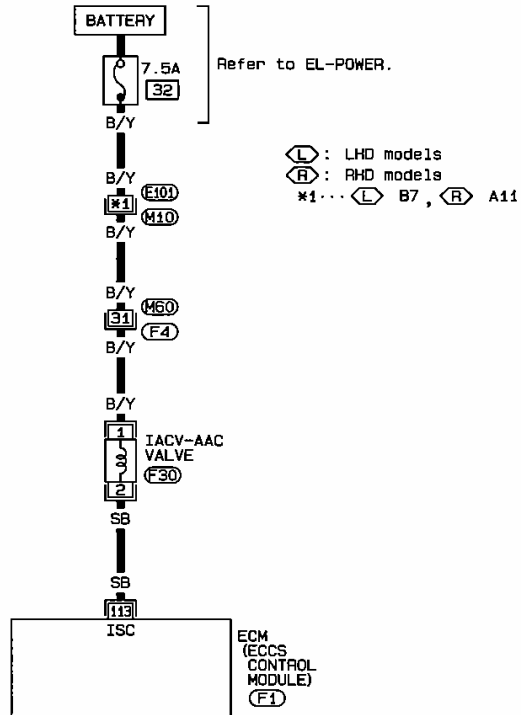 BATTERY
7.5A
32
Refer to EL-POWER.
B/Y
L : LHD models
R : RHD models
*1··· L B7 , R A11
B/Y
*1
E101
M10
B/Y
B/Y
31
M60
F4
B/Y
B/Y
1
IACV-AAC
VALVE
F30
2
SB
SB
113
ISC
ECM
(ECCS
CONTROL
MODULE)
F1